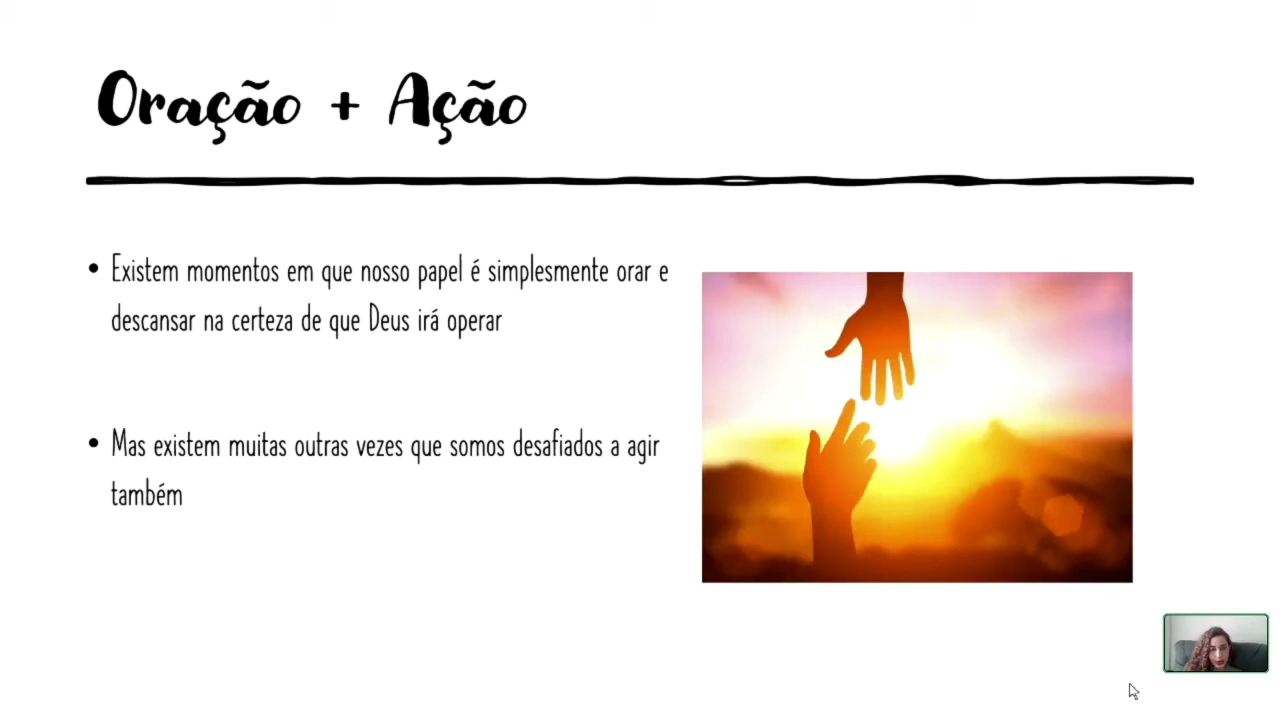 Oração + Ação
• Existem momentos em que nosso papel é simplesmente orar e
descansar na certeza de que Deus irá operar
• Mas existem muitas outras vezes que somos desafiados a agir
também